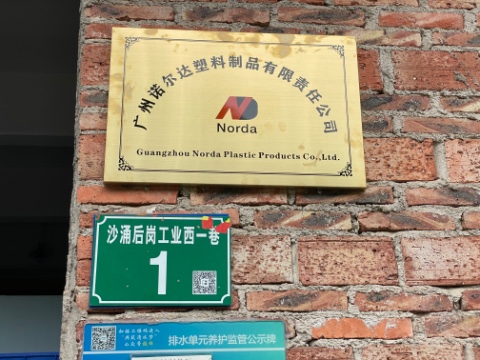 广州诺尔达塑料制品有限责任公司
ND
Norda
Guangzhou Norda Plastic Products Co.,Ltd.
沙涌后岗工业西一巷
1
排水单元养护监管公示牌